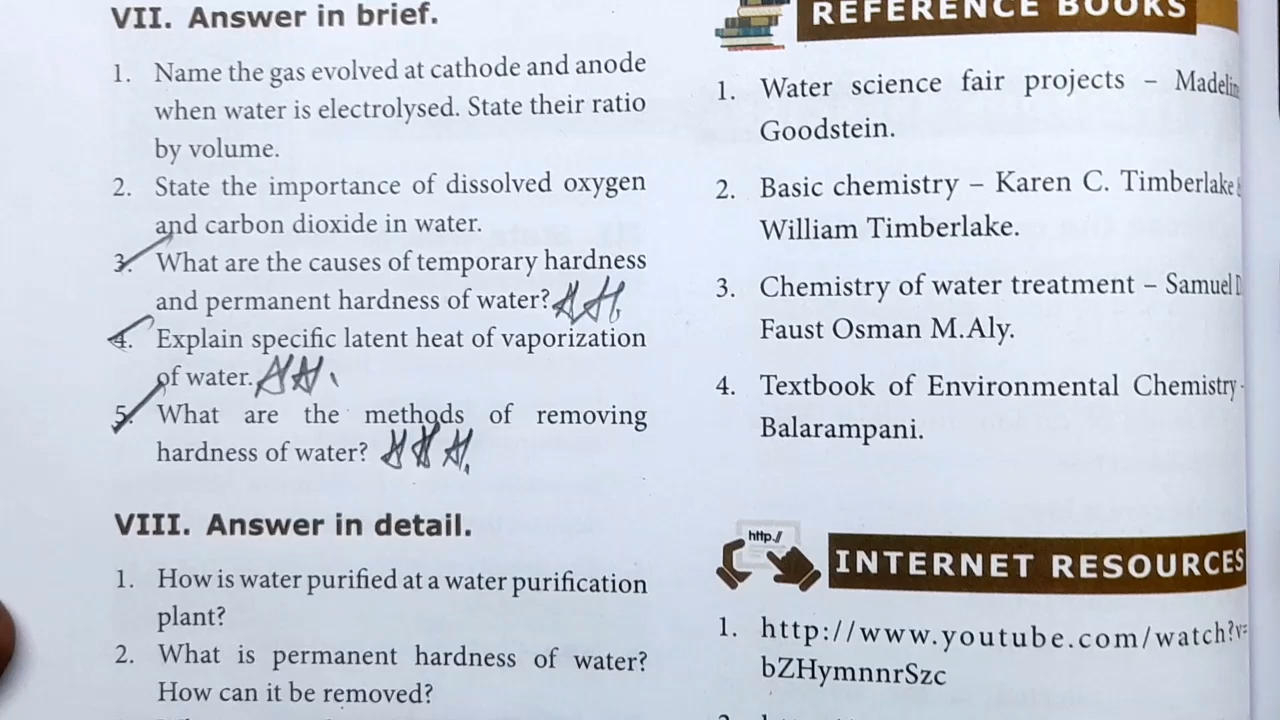 VII. Answer in brief.
1. Name the gas evolved at cathode and anode
when water is electrolysed. State their ratio
by volume.
2. State the importance of dissolved oxygen
and carbon dioxide in water.
3. What are the causes of temporary hardness
and permanent hardness of water?
4. Explain specific latent heat of vaporization
of water.
5. What are the methods of removing
hardness of water?
VIII. Answer in detail.
1. How is water purified at a water purification
plant?
2. What is permanent hardness of water?
How can it be removed?
REFERENCE BOOKS
1. Water science fair projects –
Goodstein.
2. Basic chemistry – Karen C. Timberlake
William Timberlake.
3. Chemistry of water treatment – Samuel
Faust Osman M.Aly.
4. Textbook of Environmental Chemistry -
Balarampani.
http://
INTERNET RESOURCES
1. http://www.youtube.com/watch?v=
bZHymnnrSzc